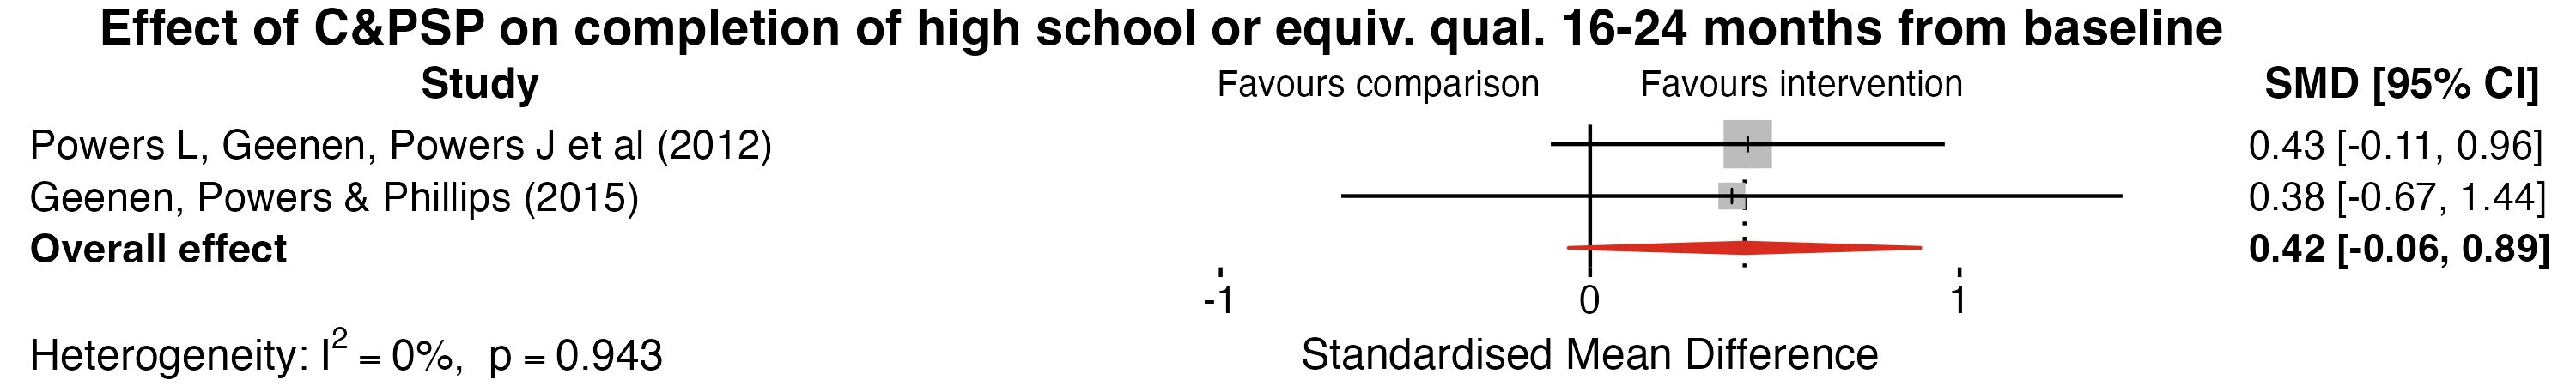 Effect of C&PSP on completion of high school or equiv. qual. 16-24 months from baseline
Study Favours comparison Favours intervention SMD [95% CI]
Powers L, Geenen, Powers J et al (2012) 0.43 [-0.11, 0.96]
Geenen, Powers & Phillips (2015) 0.38 [-0.67, 1.44]
Overall effect 0.42 [-0.06, 0.89]
-1 0 1
Heterogeneity: I² = 0%, p = 0.943 Standardised Mean Difference